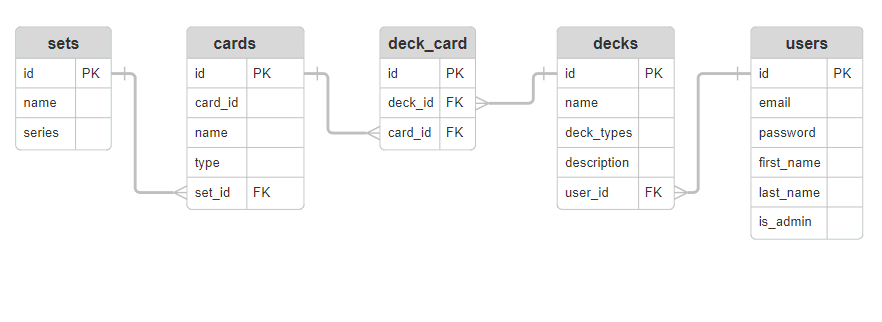 sets
id PK
name
series
cards
id PK
card_id
name
type
set_id FK
deck_card
id PK
deck_id FK
card_id FK
decks
id PK
name
deck_types
description
user_id FK
users
id PK
email
password
first_name
last_name
is_admin